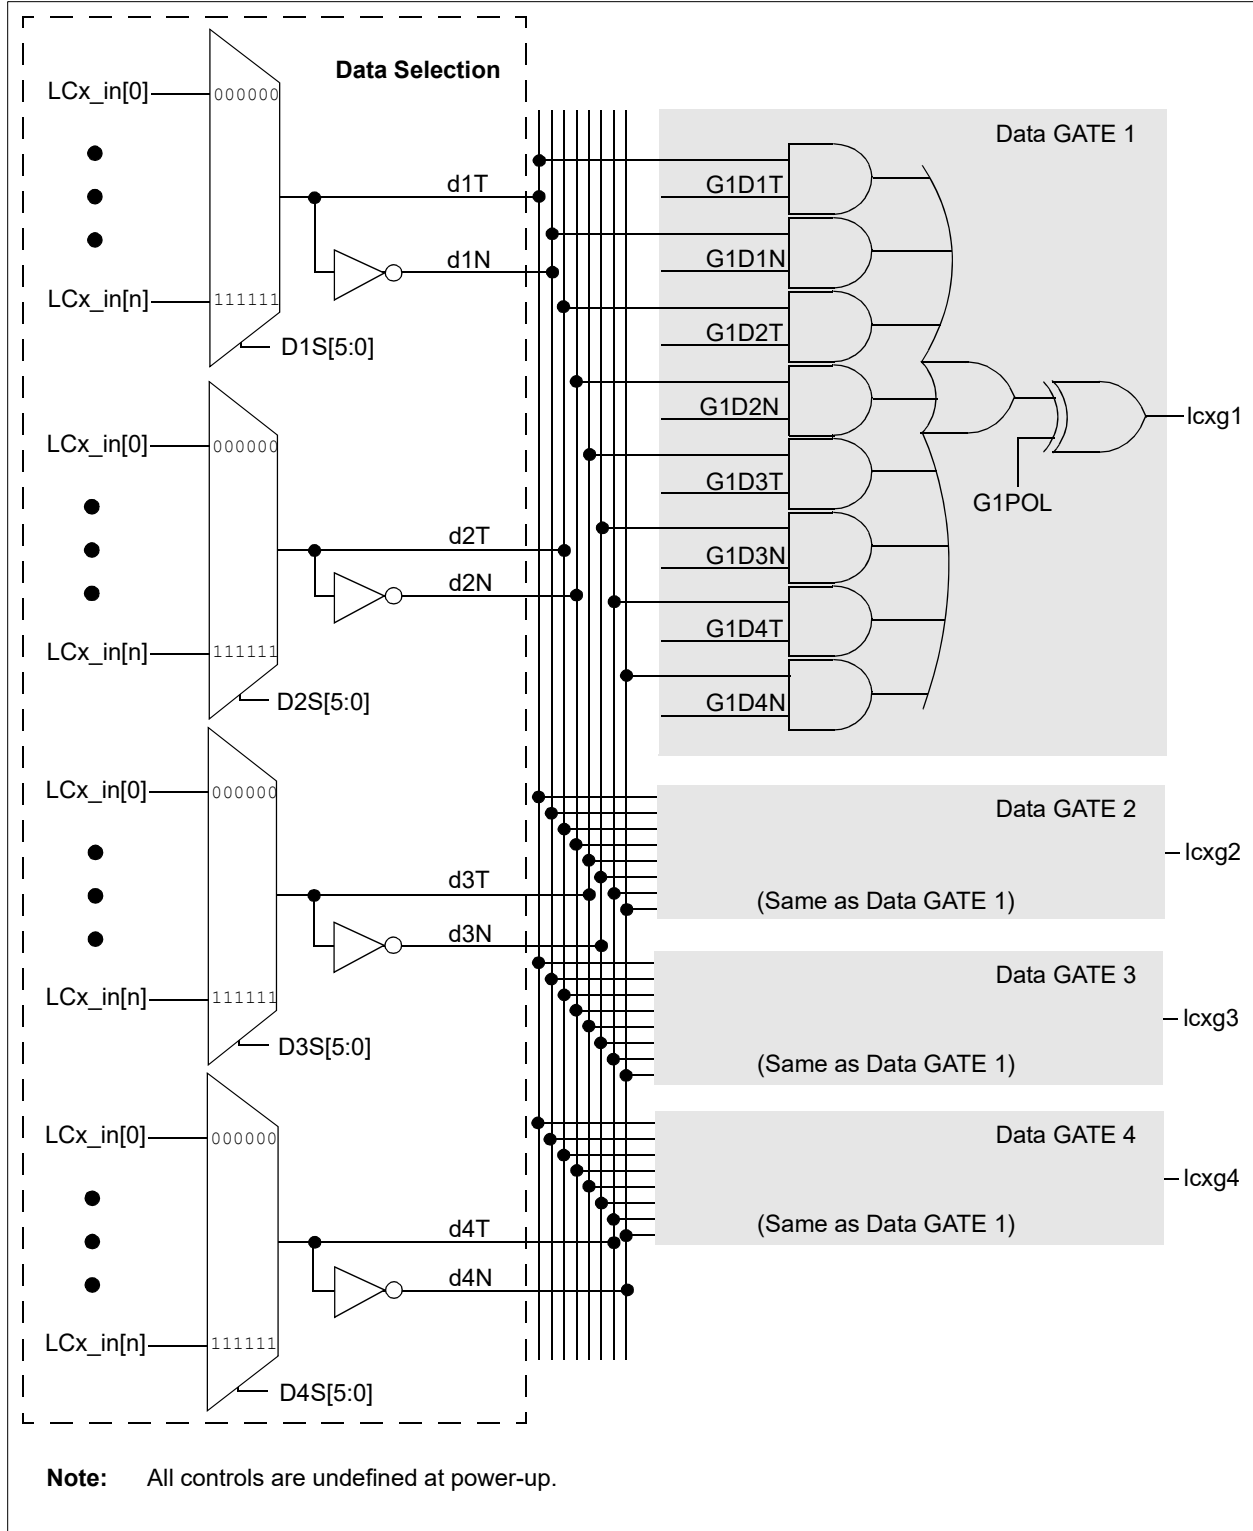 Data Selection
LCx_in[0]
000000
d1T
d1N
LCx_in[n]
111111
D1S[5:0]
LCx_in[0]
000000
d2T
d2N
LCx_in[n]
111111
D2S[5:0]
LCx_in[0]
000000
d3T
d3N
LCx_in[n]
111111
D3S[5:0]
LCx_in[0]
000000
d4T
d4N
LCx_in[n]
111111
D4S[5:0]
Data GATE 1
G1D1T
G1D1N
G1D2T
G1D2N
G1D3T
G1D3N
G1D4T
G1D4N
G1POL
lcxg1
Data GATE 2
(Same as Data GATE 1)
lcxg2
Data GATE 3
(Same as Data GATE 1)
lcxg3
Data GATE 4
(Same as Data GATE 1)
lcxg4
Note: All controls are undefined at power-up.